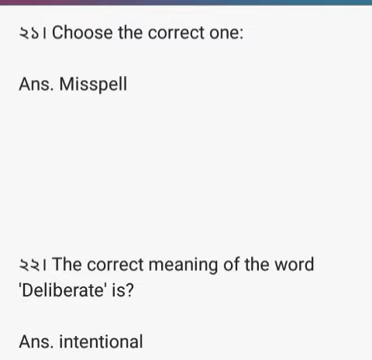 ২১। Choose the correct one:
Ans. Misspell
২২। The correct meaning of the word
'Deliberate' is?
Ans. intentional